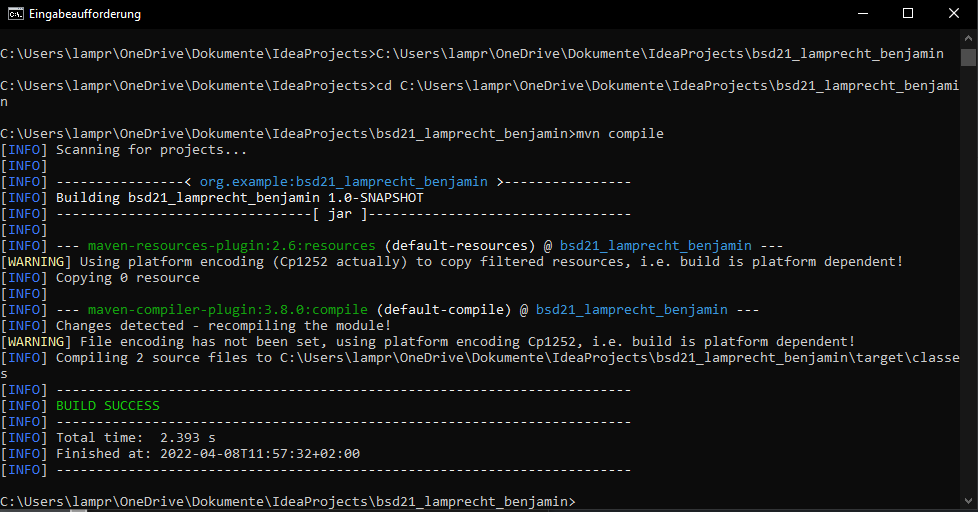 Eingabeaufforderung
C:\Users\lampr\OneDrive\Dokumente\IdeaProjects>C:\Users\lampr\OneDrive\Dokumente\IdeaProjects\bsd21_lamprecht_benjamin
C:\Users\lampr\OneDrive\Dokumente\IdeaProjects>cd C:\Users\lampr\OneDrive\Dokumente\IdeaProjects\bsd21_lamprecht_benjami
n
C:\Users\lampr\OneDrive\Dokumente\IdeaProjects\bsd21_lamprecht_benjamin>mvn compile
[INFO] Scanning for projects...
[INFO]
[INFO] ----------------< org.example:bsd21_lamprecht_benjamin >----------------
[INFO] Building bsd21_lamprecht_benjamin 1.0-SNAPSHOT
[INFO] --------------------------------[ jar ]---------------------------------
[INFO]
[INFO] --- maven-resources-plugin:2.6:resources (default-resources) @ bsd21_lamprecht_benjamin ---
[WARNING] Using platform encoding (Cp1252 actually) to copy filtered resources, i.e. build is platform dependent!
[INFO] Copying 0 resource
[INFO]
[INFO] --- maven-compiler-plugin:3.8.0:compile (default-compile) @ bsd21_lamprecht_benjamin ---
[INFO] Changes detected - recompiling the module!
[WARNING] File encoding has not been set, using platform encoding Cp1252, i.e. build is platform dependent!
[INFO] Compiling 2 source files to C:\Users\lampr\OneDrive\Dokumente\IdeaProjects\bsd21_lamprecht_benjamin\target\classe
s
[INFO] ------------------------------------------------------------------------
[INFO] BUILD SUCCESS
[INFO] ------------------------------------------------------------------------
[INFO] Total time:  2.393 s
[INFO] Finished at: 2022-04-08T11:57:32+02:00
[INFO] ------------------------------------------------------------------------
C:\Users\lampr\OneDrive\Dokumente\IdeaProjects\bsd21_lamprecht_benjamin>